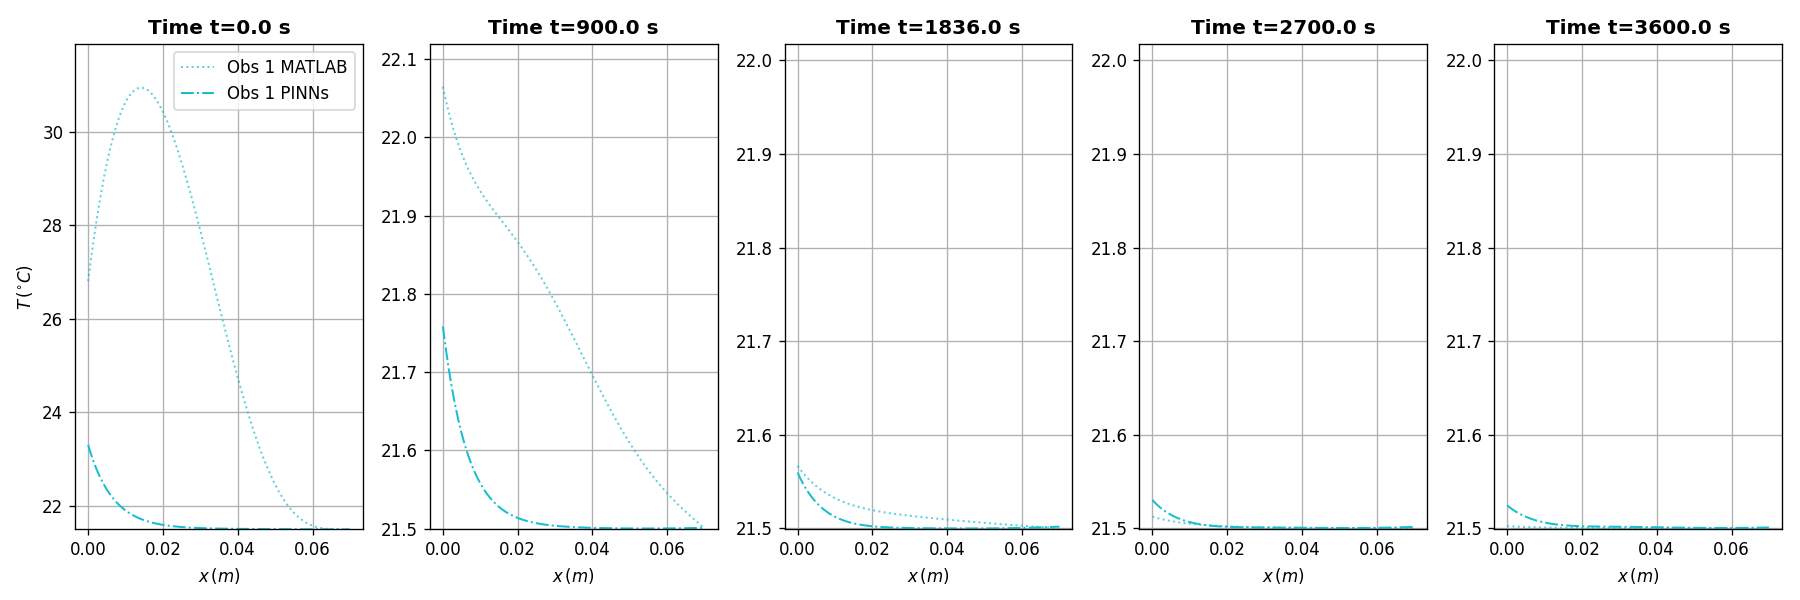 Time t=0.0 s
Time t=900.0 s
Time t=1836.0 s
Time t=2700.0 s
Time t=3600.0 s
Obs 1 MATLAB
Obs 1 PINNs
T (°C)
30
28
26
24
22
0.00 0.02 0.04 0.06
x (m)
22.1
22.0
21.9
21.8
21.7
21.6
21.5
0.00 0.02 0.04 0.06
x (m)
22.0
21.9
21.8
21.7
21.6
21.5
0.00 0.02 0.04 0.06
x (m)
22.0
21.9
21.8
21.7
21.6
21.5
0.00 0.02 0.04 0.06
x (m)
22.0
21.9
21.8
21.7
21.6
21.5
0.00 0.02 0.04 0.06
x (m)